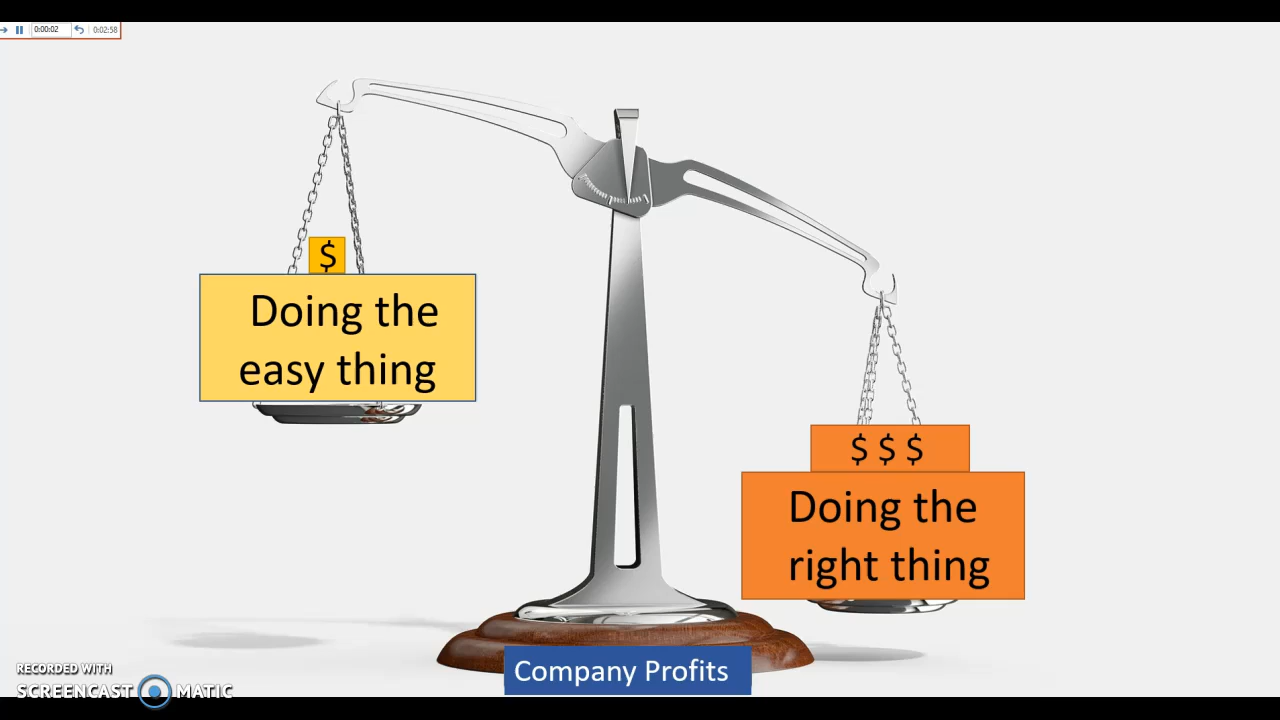 0:00:02 0:02:58
$
Doing the
easy thing
$ $ $
Doing the
right thing
Company Profits
RECORDED WITH
SCREENCAST MATIC